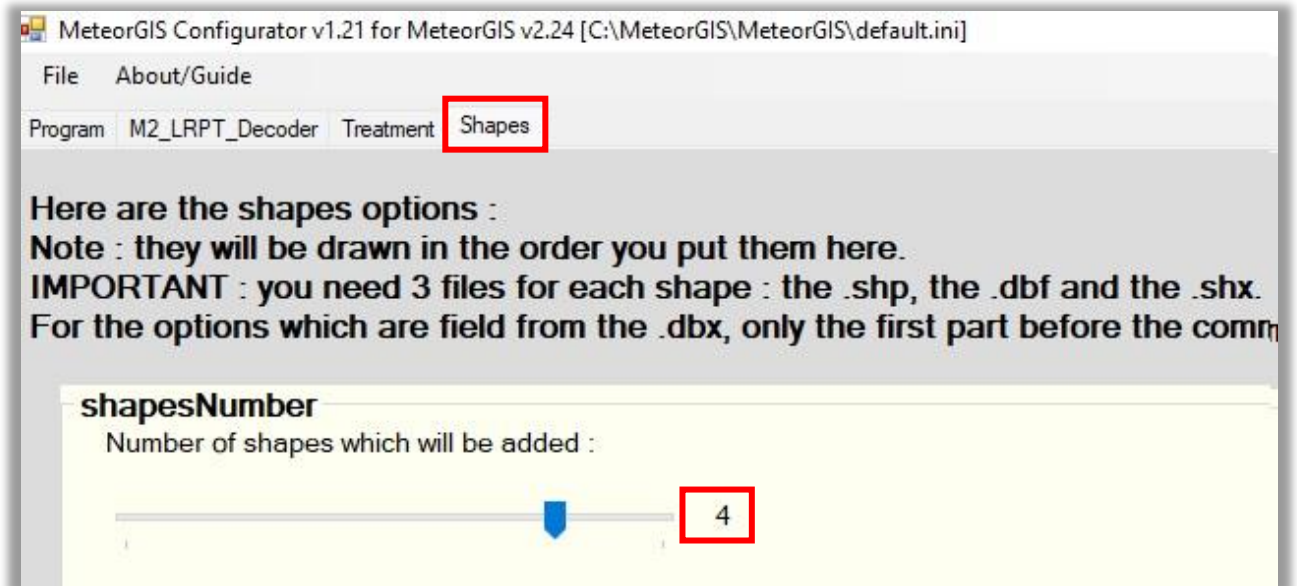 MeteorGIS Configurator v1.21 for MeteorGIS v2.24 [C:\MeteorGIS\MeteorGIS\default.ini]
File About/Guide
Program M2_LRPT_Decoder Treatment Shapes
Here are the shapes options :
Note : they will be drawn in the order you put them here.
IMPORTANT : you need 3 files for each shape : the .shp, the .dbf and the .shx.
For the options which are field from the .dbx, only the first part before the
shapesNumber
Number of shapes which will be added :
4